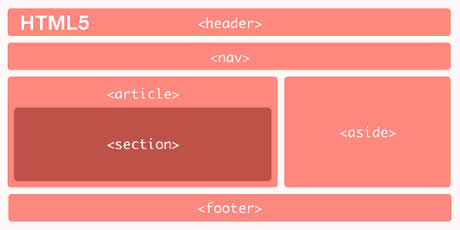 HTML5 <header>
<nav>
<article>
<section>
<aside>
<footer>